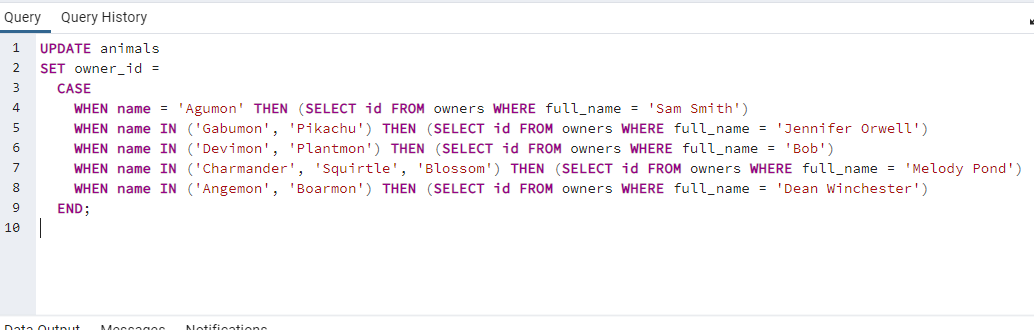 Query Query History
1 UPDATE animals
2 SET owner_id =
3 CASE
4 WHEN name = 'Agumon' THEN (SELECT id FROM owners WHERE full_name = 'Sam Smith')
5 WHEN name IN ('Gabumon', 'Pikachu') THEN (SELECT id FROM owners WHERE full_name = 'Jennifer Orwell')
6 WHEN name IN ('Devimon', 'Plantmon') THEN (SELECT id FROM owners WHERE full_name = 'Bob')
7 WHEN name IN ('Charmander', 'Squirtle', 'Blossom') THEN (SELECT id FROM owners WHERE full_name = 'Melody Pond')
8 WHEN name IN ('Angemon', 'Boarmon') THEN (SELECT id FROM owners WHERE full_name = 'Dean Winchester')
9 END;
10
Data Output Messages Notifications